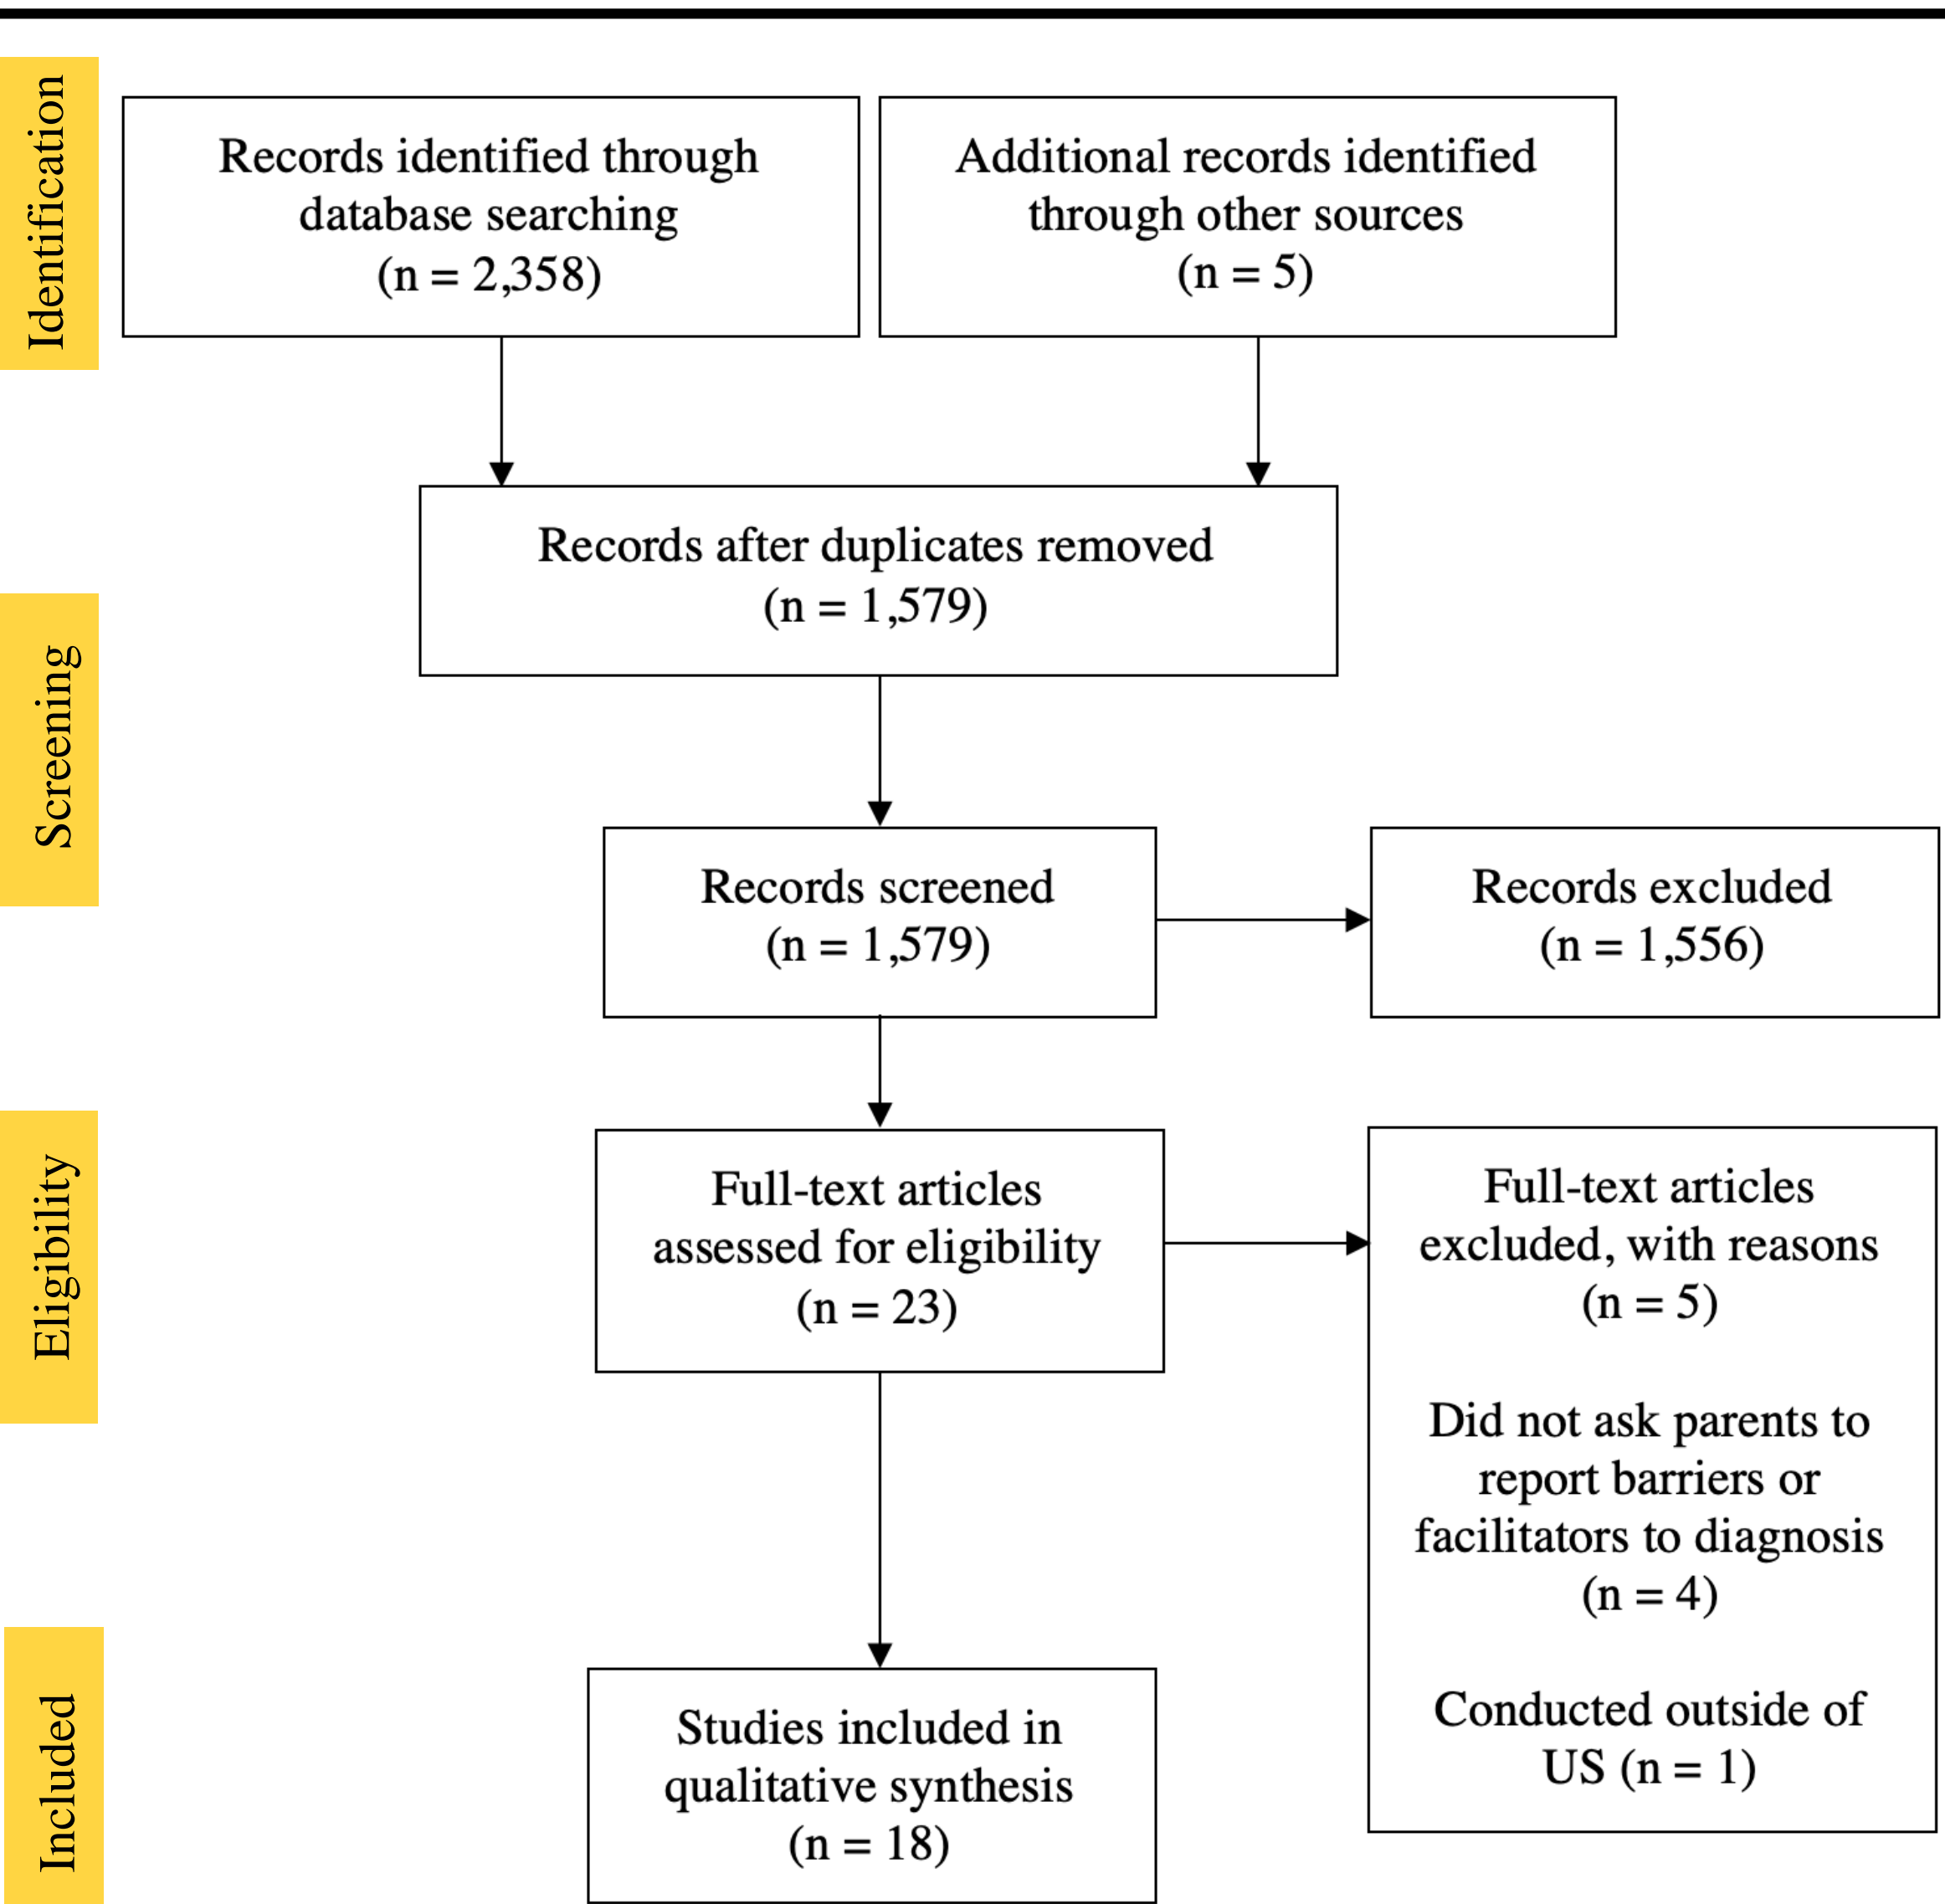 Identification
Records identified through
database searching
(n = 2,358)
Additional records identified
through other sources
(n = 5)
Records after duplicates removed
(n = 1,579)
Screening
Records screened
(n = 1,579)
Records excluded
(n = 1,556)
Eligibility
Full-text articles
assessed for eligibility
(n = 23)
Full-text articles
excluded, with reasons
(n = 5)
Did not ask parents to
report barriers or
facilitators to diagnosis
(n = 4)
Conducted outside of
US (n = 1)
Included
Studies included in
qualitative synthesis
(n = 18)